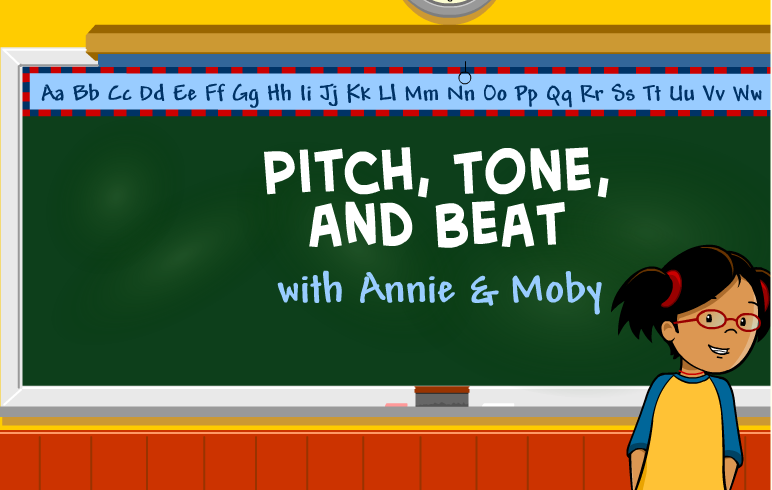 Aa Bb Cc Dd Ee Ff Gg Hh Ii Jj Kk Ll Mm Nn Oo Pp Qq Rr Ss Tt Uu Vv Ww
PITCH, TONE,
AND BEAT
with Annie & Moby